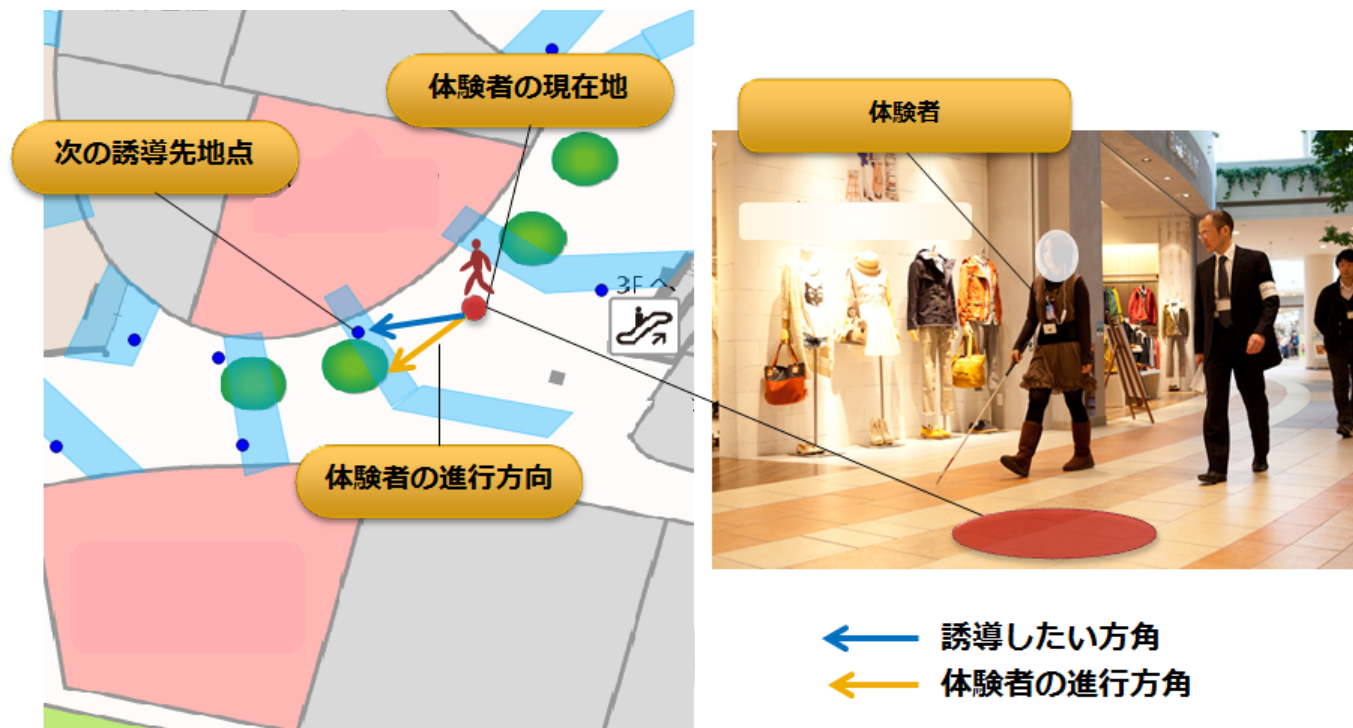 体験者の現在地
体験者
次の誘導先地点
3F へ
体験者の進行方向
誘導したい方角
体験者の進行方角